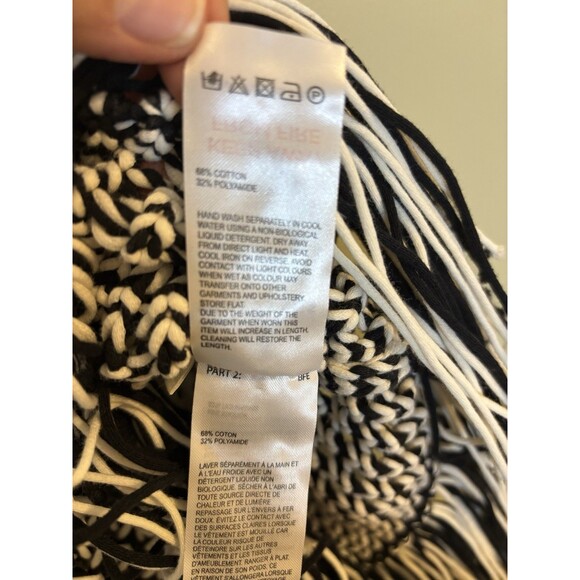 KEEP AWAY
FROM FIRE
68% COTTON
32% POLYAMIDE
HAND WASH SEPARATELY IN COOL
WATER USING A NON-BIOLOGICAL
LIQUID DETERGENT. DRY AWAY
FROM DIRECT LIGHT AND HEAT,
COOL IRON ON REVERSE. AVOID
CONTACT WITH LIGHT COLOURS
WHEN WET AS COLOUR MAY
TRANSFER ONTO OTHER
GARMENTS AND UPHOLSTERY
STORE FLAT.
DUE TO THE WEIGHT OF THE
GARMENT WHEN WORN THIS
ITEM WILL INCREASE IN LENGTH.
CLEANING WILL RESTORE THE
LENGTH.
PART 2: BFE
68% COTTON
32% POLYAMIDE
LAVER SÉPARÉMENT À LA MAIN ET
À L'EAU FROIDE AVEC UN
DÉTERGENT LIQUIDE NON
BIOLOGIQUE. SÉCHER À L'ABRI DE
TOUTE SOURCE DIRECTE DE
CHALEUR ET DE LUMIÈRE,
REPASSAGE SUR L'ENVERS À FER
DOUX. ÉVITEZ LE CONTACT AVEC
DES SURFACES CLAIRES LORSQUE
LE VÊTEMENT EST MOUILLÉ
CAR LA COULEUR RISQUE DE
DÉTEINDRE SUR LES AUTRES
VÊTEMENTS ET LES TISSUS
D'AMEUBLEMENT. RANGER À PLAT.
EN RAISON DE SON POIDS, CE
VÊTEMENT S'ALLONGERA LORSQUE